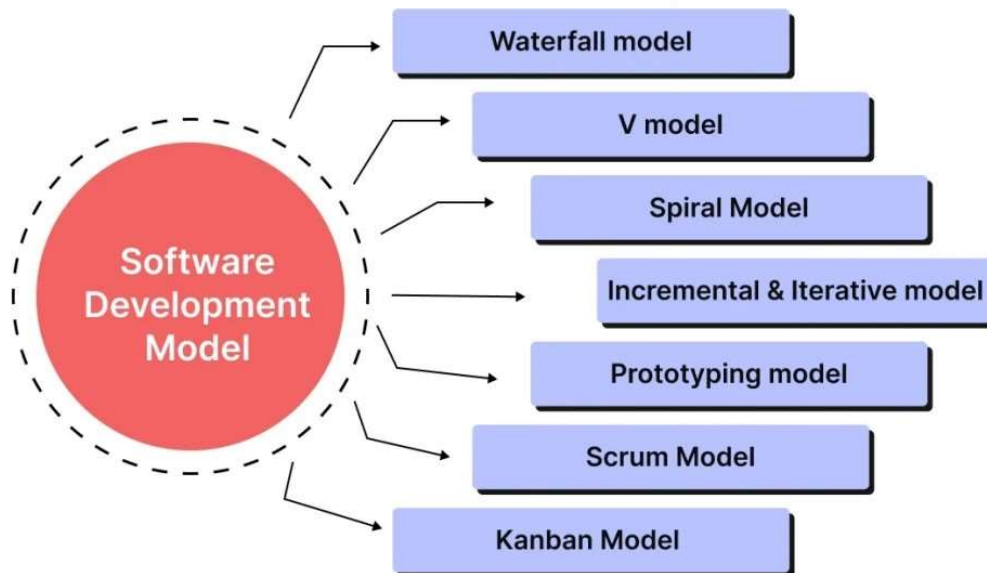 Waterfall model
V model
Spiral Model
Software
Development
Model
Incremental & Iterative model
Prototyping model
Scrum Model
Kanban Model